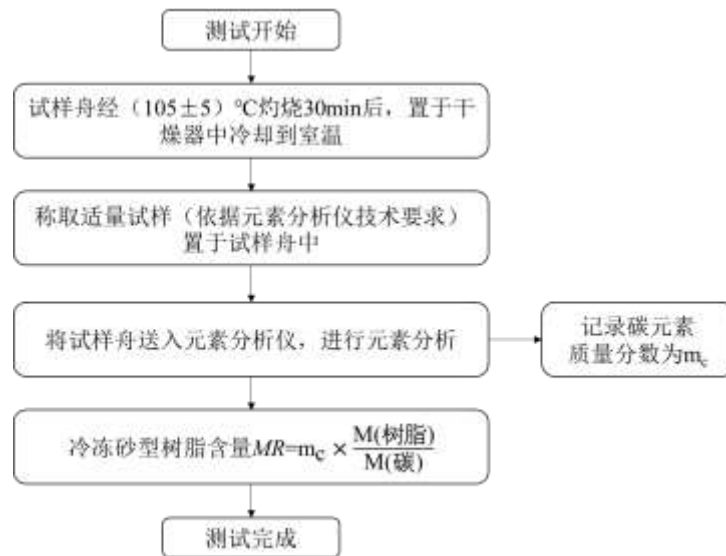 测试开始
试样舟经（105±5）℃灼烧30min后，置于干
燥器中冷却到室温
称取适量试样（依据元素分析仪技术要求）
置于试样舟中
将试样舟送入元素分析仪，进行元素分析
记录碳元素
质量分数为m_c
冷冻砂型树脂含量MR=m_c × M(树脂)/M(碳)
测试完成